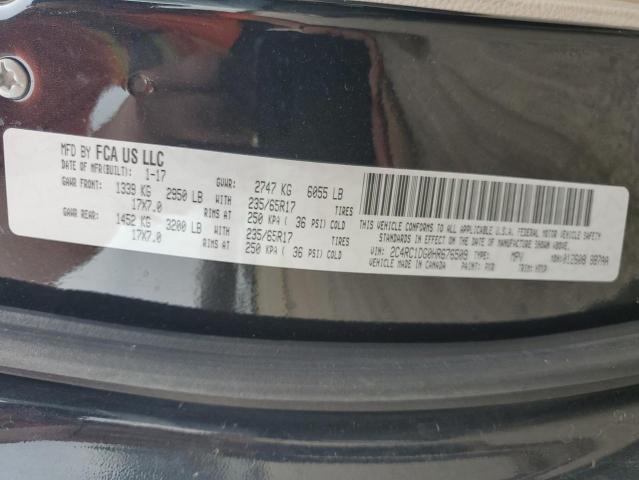 MFD BY FCA US LLC
DATE OF MFR(BUILT): 1-17 GVWR: 2747 KG 6055 LB
GAWR FRONT: 1339 KG 2950 LB WITH 235/65R17 TIRES
17X7.0 RIMS AT 250 KPA ( 36 PSI) COLD
GAWR REAR: 1452 KG 3200 LB WITH 235/65R17 TIRES
17X7.0 RIMS AT 250 KPA ( 36 PSI) COLD
THIS VEHICLE CONFORMS TO ALL APPLICABLE U.S.A. FEDERAL MOTOR VEHICLE SAFETY
STANDARDS IN EFFECT ON THE DATE OF MANUFACTURE SHOWN ABOVE.
VIN: 2C4RC1DG0HR676509 TYPE: MPV
VEHICLE MADE IN CANADA PAINT: PXR TRIM: